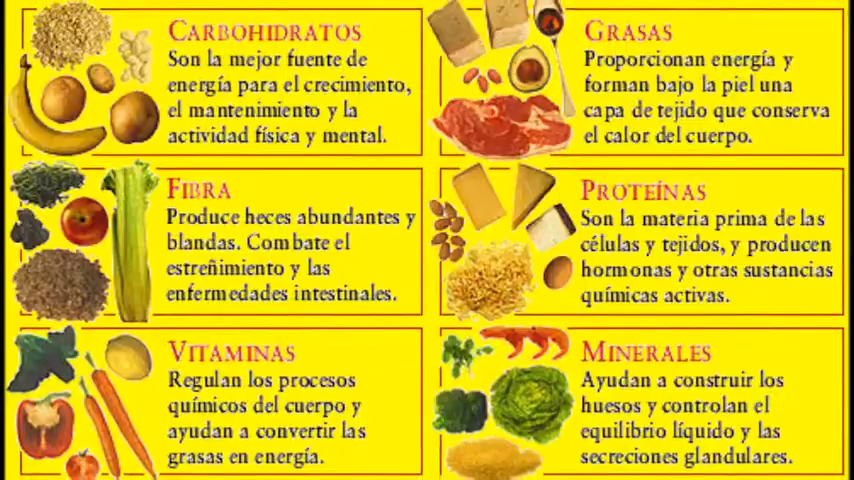 CARBOHIDRATOS
Son la mejor fuente de
energía para el crecimiento,
el mantenimiento y la
actividad física y mental.
GRASAS
Proporcionan energía y
forman bajo la piel una
capa de tejido que conserva
el calor del cuerpo.
FIBRA
Produce heces abundantes y
blandas. Combate el
estreñimiento y las
enfermedades intestinales.
PROTEÍNAS
Son la materia prima de las
células y tejidos, y producen
hormonas y otras sustancias
químicas activas.
VITAMINAS
Regulan los procesos
químicos del cuerpo y
ayudan a convertir las
grasas en energía.
MINERALES
Ayudan a construir los
huesos y controlan el
equilibrio líquido y las
secreciones glandulares.